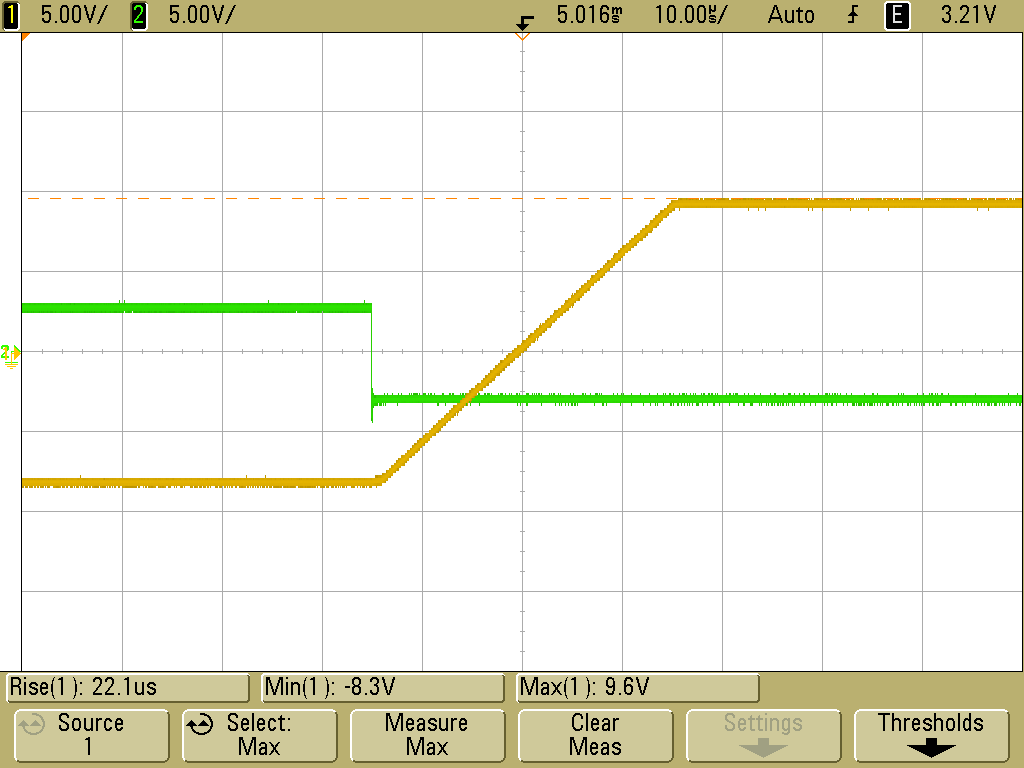 1 5.00V/ 2 5.00V/ 5.016ms 10.00us/ Auto E 3.21V
2
Rise(1): 22.1us Min(1): -8.3V Max(1): 9.6V
Source Select: Measure Clear Settings Thresholds
1 Max Max Meas